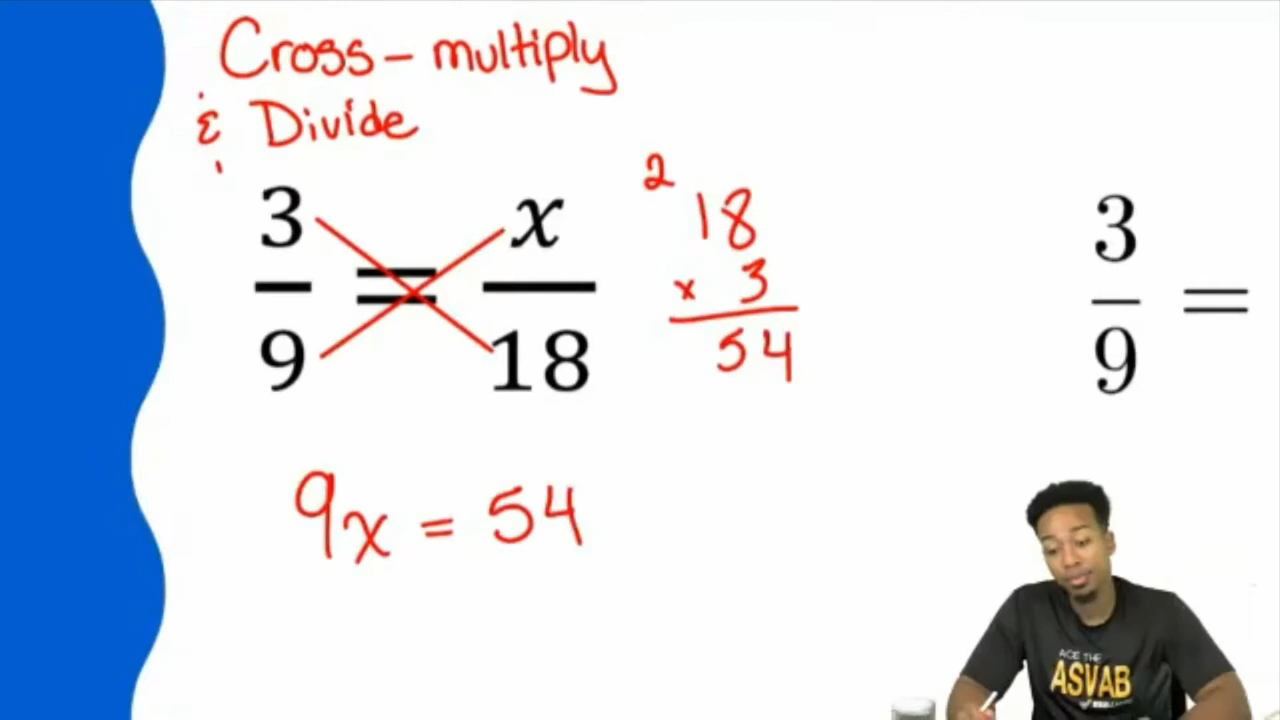 Cross-multiply
& Divide
3/9 = x/18
2
18
x 3
54
9x = 54
3/9 =
ACE THE
ASVAB